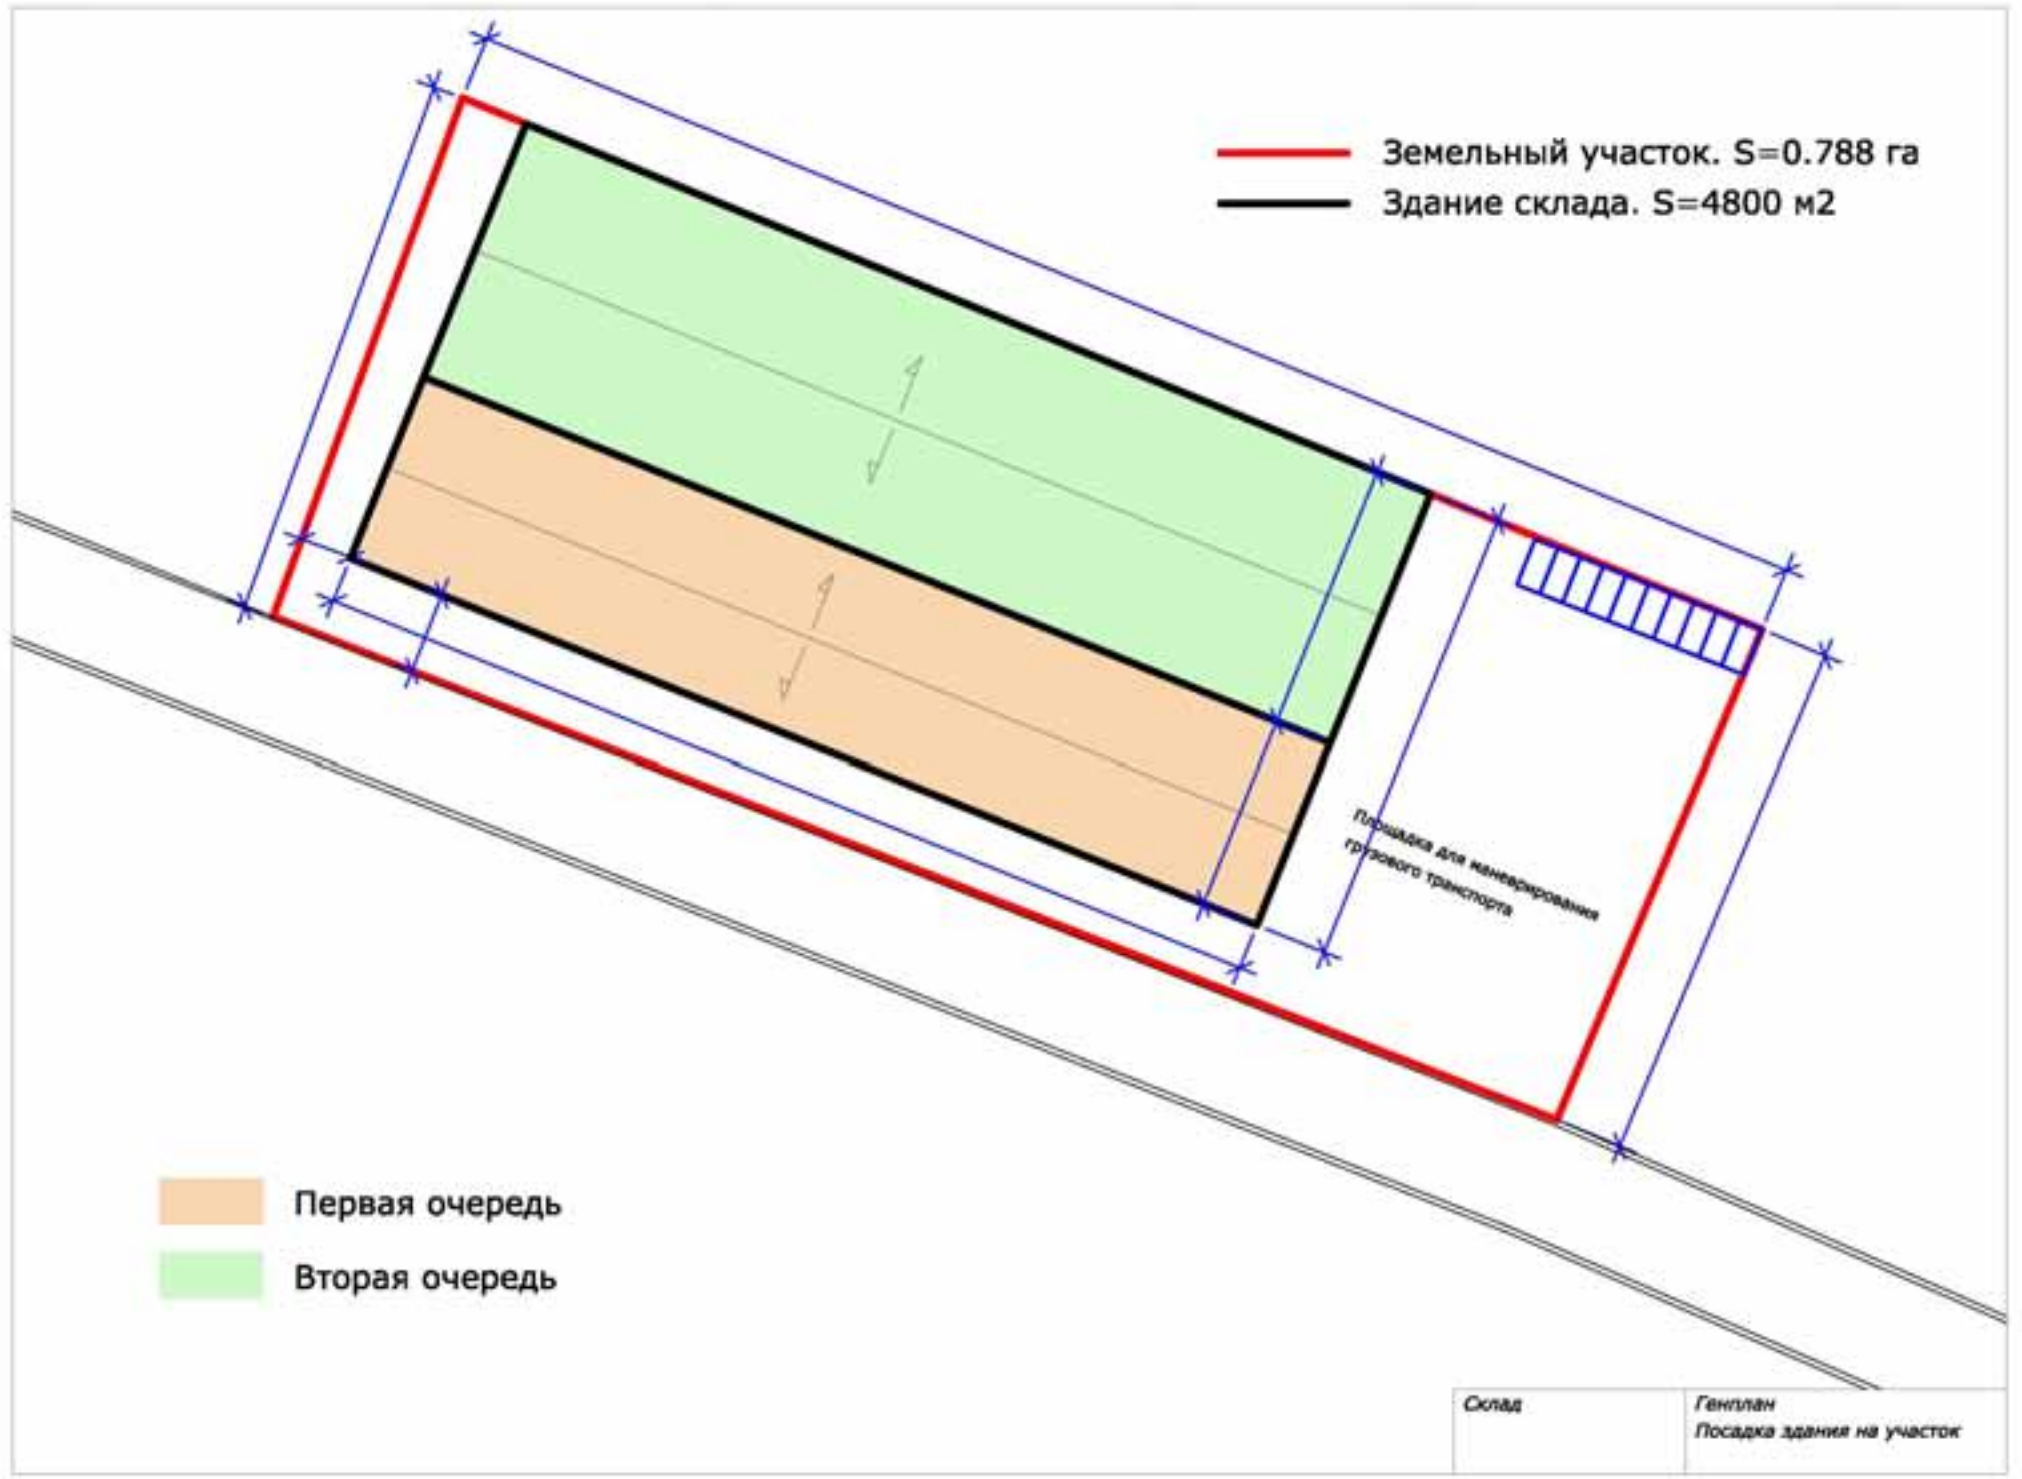 Земельный участок. S=0.788 га
Здание склада. S=4800 м2
Площадка для маневрирования
грузового транспорта
Первая очередь
Вторая очередь
Склад
Генплан
Посадка здания на участок